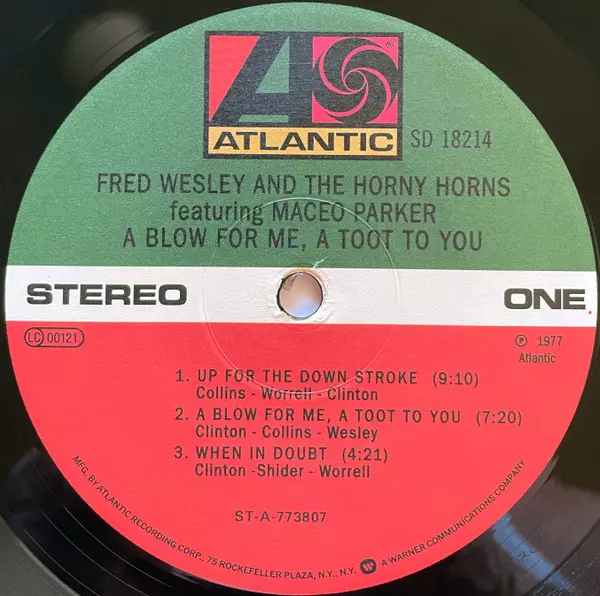 ATLANTIC
®
SD 18214
FRED WESLEY AND THE HORNY HORNS
featuring MACEO PARKER
A BLOW FOR ME, A TOOT TO YOU
STEREO
ONE
LC 00121
℗ 1977
Atlantic
1. UP FOR THE DOWN STROKE (9:10)
Collins - Worrell - Clinton
2. A BLOW FOR ME, A TOOT TO YOU (7:20)
Clinton - Collins - Wesley
3. WHEN IN DOUBT (4:21)
Clinton -Shider - Worrell
ST-A-773807
MFG. BY ATLANTIC RECORDING CORP., 75 ROCKEFELLER PLAZA, N.Y., N.Y. A WARNER COMMUNICATIONS COMPANY